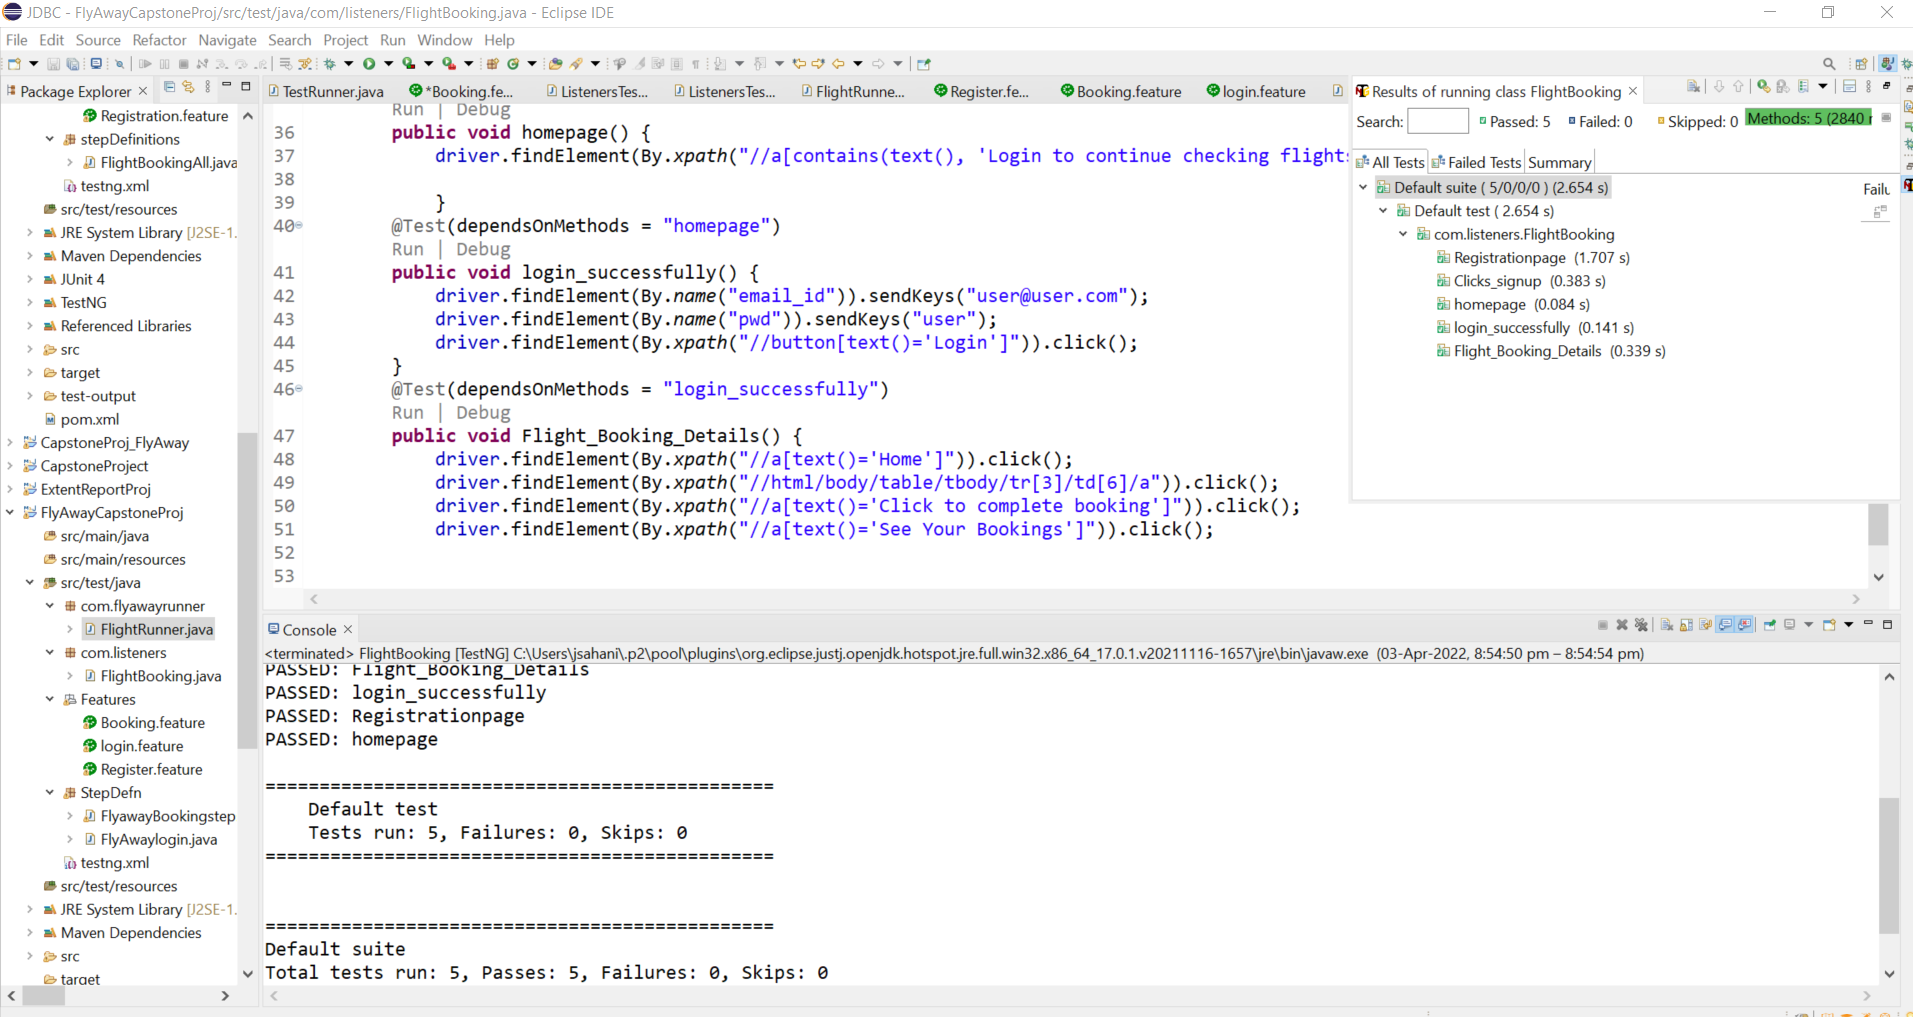 JDBC - FlyAwayCapstoneProj/src/test/java/com/listeners/FlightBooking.java - Eclipse IDE
File Edit Source Refactor Navigate Search Project Run Window Help
Package Explorer
Registration.feature
stepDefinitions
FlightBookingAll.java
testng.xml
src/test/resources
JRE System Library [J2SE-1.
Maven Dependencies
JUnit 4
TestNG
Referenced Libraries
src
target
test-output
pom.xml
CapstoneProj_FlyAway
CapstoneProject
ExtentReportProj
FlyAwayCapstoneProj
src/main/java
src/main/resources
src/test/java
com.flyawayrunner
FlightRunner.java
com.listeners
FlightBooking.java
Features
Booking.feature
login.feature
Register.feature
StepDefn
FlyawayBookingstep
FlyAwaylogin.java
testng.xml
src/test/resources
JRE System Library [J2SE-1.
Maven Dependencies
src
target
TestRunner.java *Booking.fe... ListenersTes... ListenersTes... FlightRunne... Register.fe... Booking.feature login.feature
Run | Debug
36 public void homepage() {
37 driver.findElement(By.xpath("//a[contains(text(), 'Login to continue checking flights
38
39 }
40 @Test(dependsOnMethods = "homepage")
Run | Debug
41 public void login_successfully() {
42 driver.findElement(By.name("email_id")).sendKeys("user@user.com");
43 driver.findElement(By.name("pwd")).sendKeys("user");
44 driver.findElement(By.xpath("//button[text()='Login']")).click();
45 }
46 @Test(dependsOnMethods = "login_successfully")
Run | Debug
47 public void Flight_Booking_Details() {
48 driver.findElement(By.xpath("//a[text()='Home']")).click();
49 driver.findElement(By.xpath("//html/body/table/tbody/tr[3]/td[6]/a")).click();
50 driver.findElement(By.xpath("//a[text()='Click to complete booking']")).click();
51 driver.findElement(By.xpath("//a[text()='See Your Bookings']")).click();
52
53
Results of running class FlightBooking
Search: Passed: 5 Failed: 0 Skipped: 0 Methods: 5 (2840
All Tests Failed Tests Summary
Default suite ( 5/0/0/0 ) (2.654 s)
Failu
Default test ( 2.654 s)
com.listeners.FlightBooking
Registrationpage (1.707 s)
Clicks_signup (0.383 s)
homepage (0.084 s)
login_successfully (0.141 s)
Flight_Booking_Details (0.339 s)
Console
<terminated> FlightBooking [TestNG] C:\Users\jsahani\.p2\pool\plugins\org.eclipse.justj.openjdk.hotspot.jre.full.win32.x86_64_17.0.1.v20211116-1657\jre\bin\javaw.exe (03-Apr-2022, 8:54:50 pm – 8:54:54 pm)
PASSED: Flight_Booking_Details
PASSED: login_successfully
PASSED: Registrationpage
PASSED: homepage
===============================================
Default test
Tests run: 5, Failures: 0, Skips: 0
===============================================
===============================================
Default suite
Total tests run: 5, Passes: 5, Failures: 0, Skips: 0